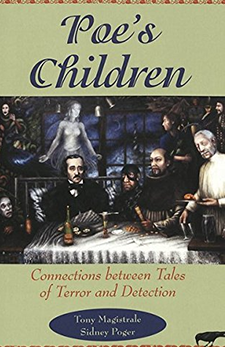 Poe's
Children
Connections between Tales
of Terror and Detection
Tony Magistrale
Sidney Poger